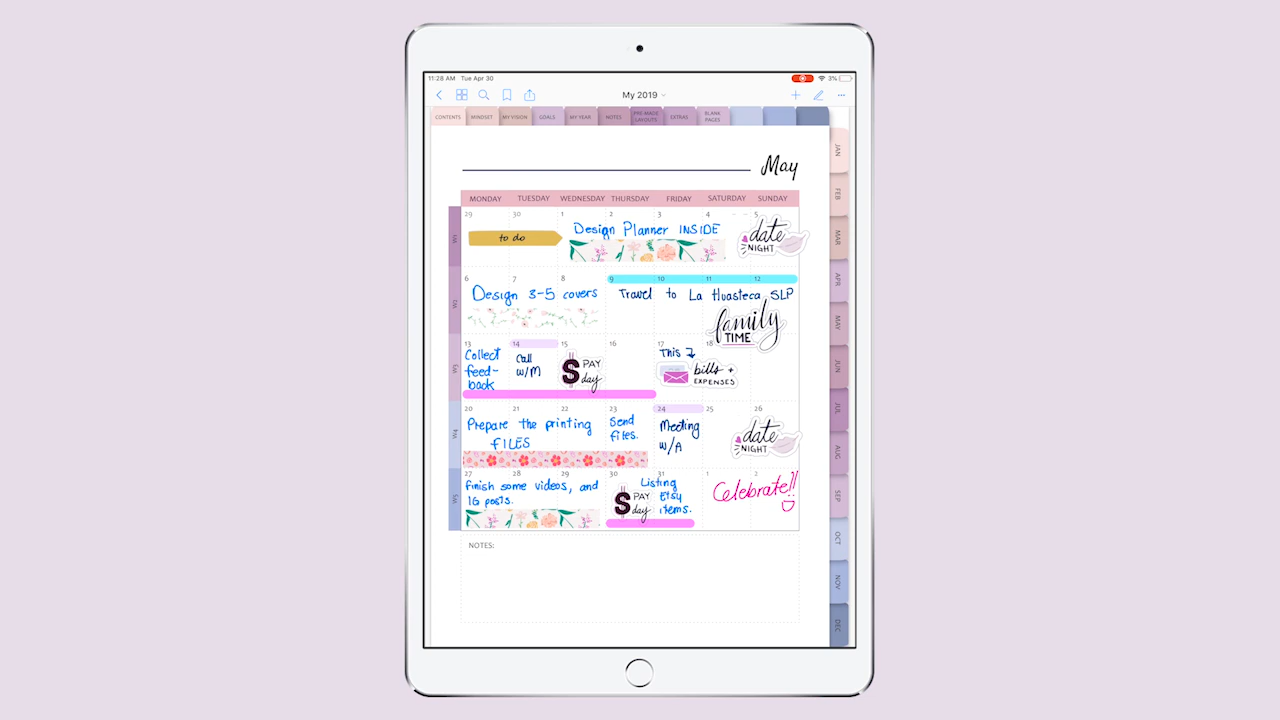 11:28 AM Tue Apr 30
3%
My 2019
CONTENTS MINDSET MY VISION GOALS MY YEAR NOTES PRE-MADE LAYOUTS EXTRAS BLANK PAGES
May
MONDAY TUESDAY WEDNESDAY THURSDAY FRIDAY SATURDAY SUNDAY
W1
29 30 1 2 3 4 5
to do
Design Planner INSIDE
date NIGHT
W2
6 7 8 9 10 11 12
Design 3-5 covers
Travel to La Huasteca, SLP
family TIME
W3
13 14 15 16 17 18
Collect feed-
back
Call
w/M
$ PAY day
This
bills +
EXPENSES
W4
20 21 22 23 24 25 26
Prepare the printing
FILES
Send
files.
Meeting
w/A
date NIGHT
W5
27 28 29 30 31 1 2
Finish some videos, and
IG posts.
$ PAY day
Listing
Etsy
items.
Celebrate!!
NOTES:
JAN
FEB
MAR
APR
MAY
JUN
JUL
AUG
SEP
OCT
NOV
DEC